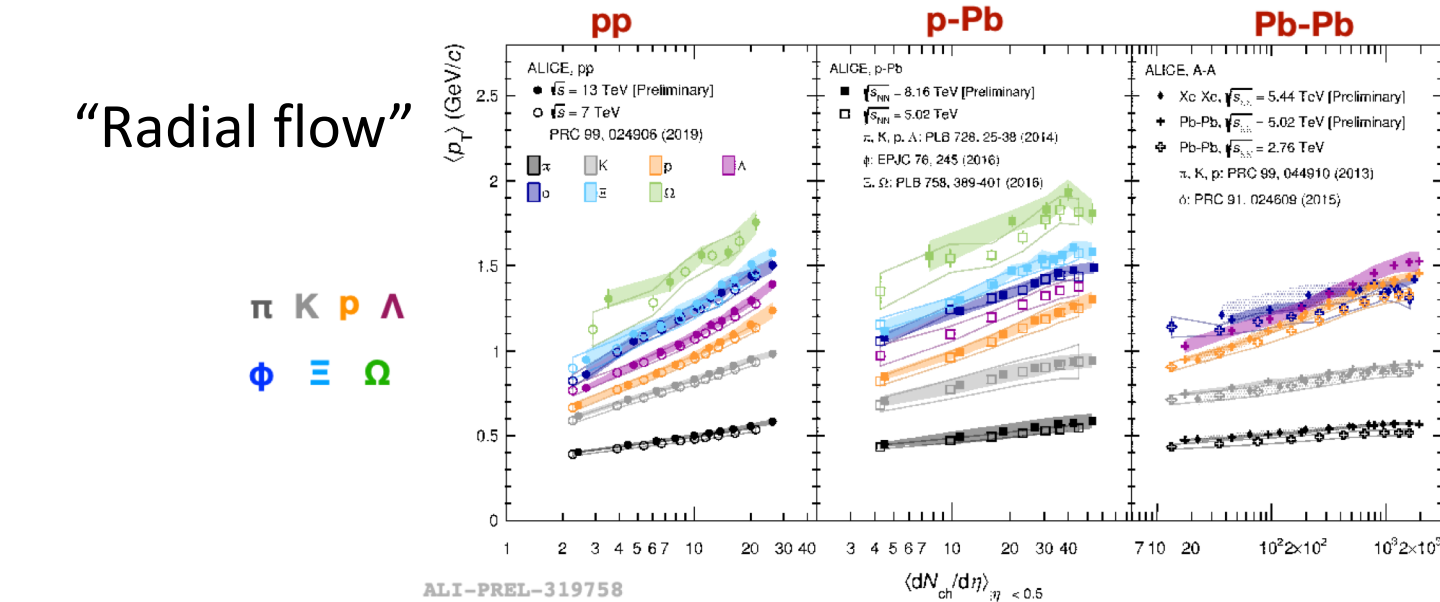 pp
p-Pb
Pb-Pb
“Radial flow”
π K p Λ
ϕ Ξ Ω
⟨p_T⟩ (GeV/c)
2.5
2
1.5
1
0.5
0
ALICE, pp
√s = 13 TeV [Preliminary]
√s = 7 TeV
PRC 99, 024906 (2019)
π K p Λ
Ξ Ω
1 2 3 4 5 6 7 10 20 30 40
ALICE, p-Pb
√s_NN = 8.16 TeV [Preliminary]
√s_NN = 5.02 TeV
π, K, p, Λ: PLB 728, 25-38 (2014)
ϕ: EPJC 76, 245 (2016)
Ξ, Ω: PLB 758, 389-401 (2016)
3 4 5 6 7 10 20 30 40
ALICE, A-A
Xe-Xe, √s_NN = 5.44 TeV [Preliminary]
Pb-Pb, √s_NN = 5.02 TeV [Preliminary]
Pb-Pb, √s_NN = 2.76 TeV
π, K, p: PRC 99, 044910 (2013)
ϕ: PRC 91, 024609 (2015)
7 10 20 10² 2×10² 10³ 2×10³
⟨dN_ch/dη⟩ |η| < 0.5
ALI-PREL-319758